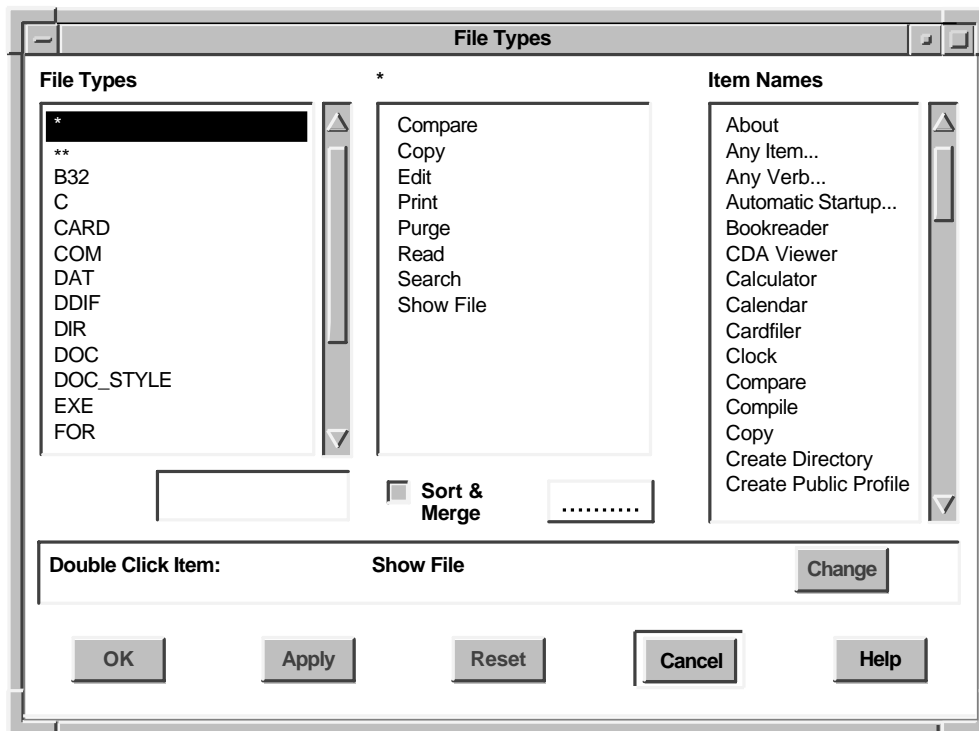 File Types
File Types
*
Item Names
*
**
B32
C
CARD
COM
DAT
DDIF
DIR
DOC
DOC_STYLE
EXE
FOR
Compare
Copy
Edit
Print
Purge
Read
Search
Show File
About
Any Item...
Any Verb...
Automatic Startup...
Bookreader
CDA Viewer
Calculator
Calendar
Cardfiler
Clock
Compare
Compile
Copy
Create Directory
Create Public Profile
Sort &
Merge
..........
Double Click Item: Show File Change
OK Apply Reset Cancel Help